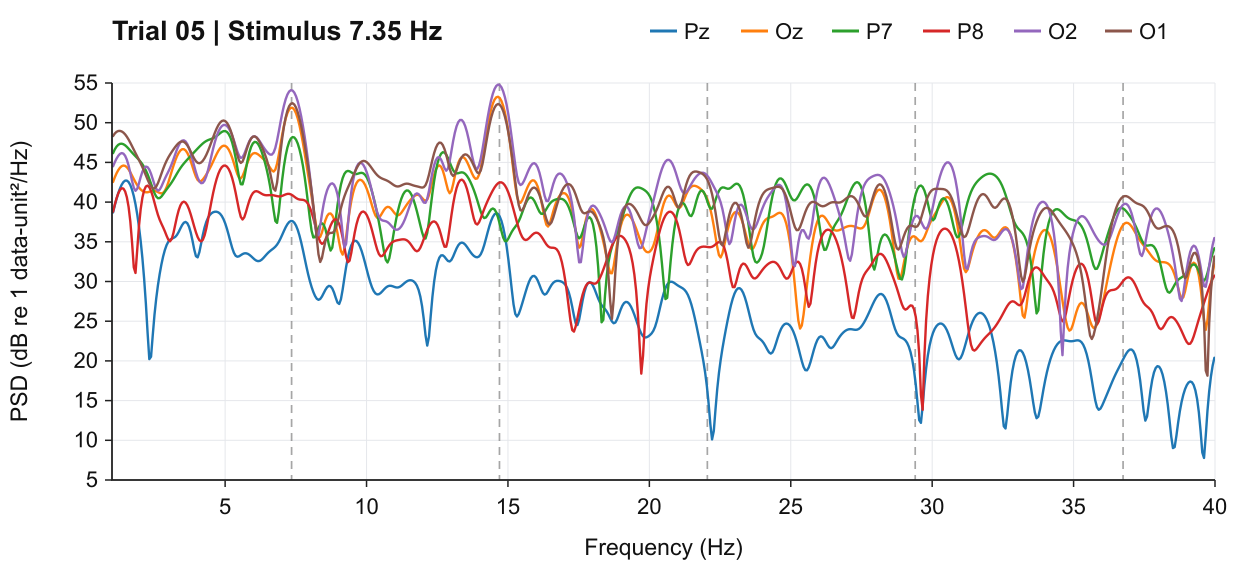 Trial 05 | Stimulus 7.35 Hz
Pz Oz P7 P8 O2 O1
PSD (dB re 1 data-uni†²/Hz)
55
50
45
40
35
30
25
20
15
10
5
5 10 15 20 25 30 35 40
Frequency (Hz)